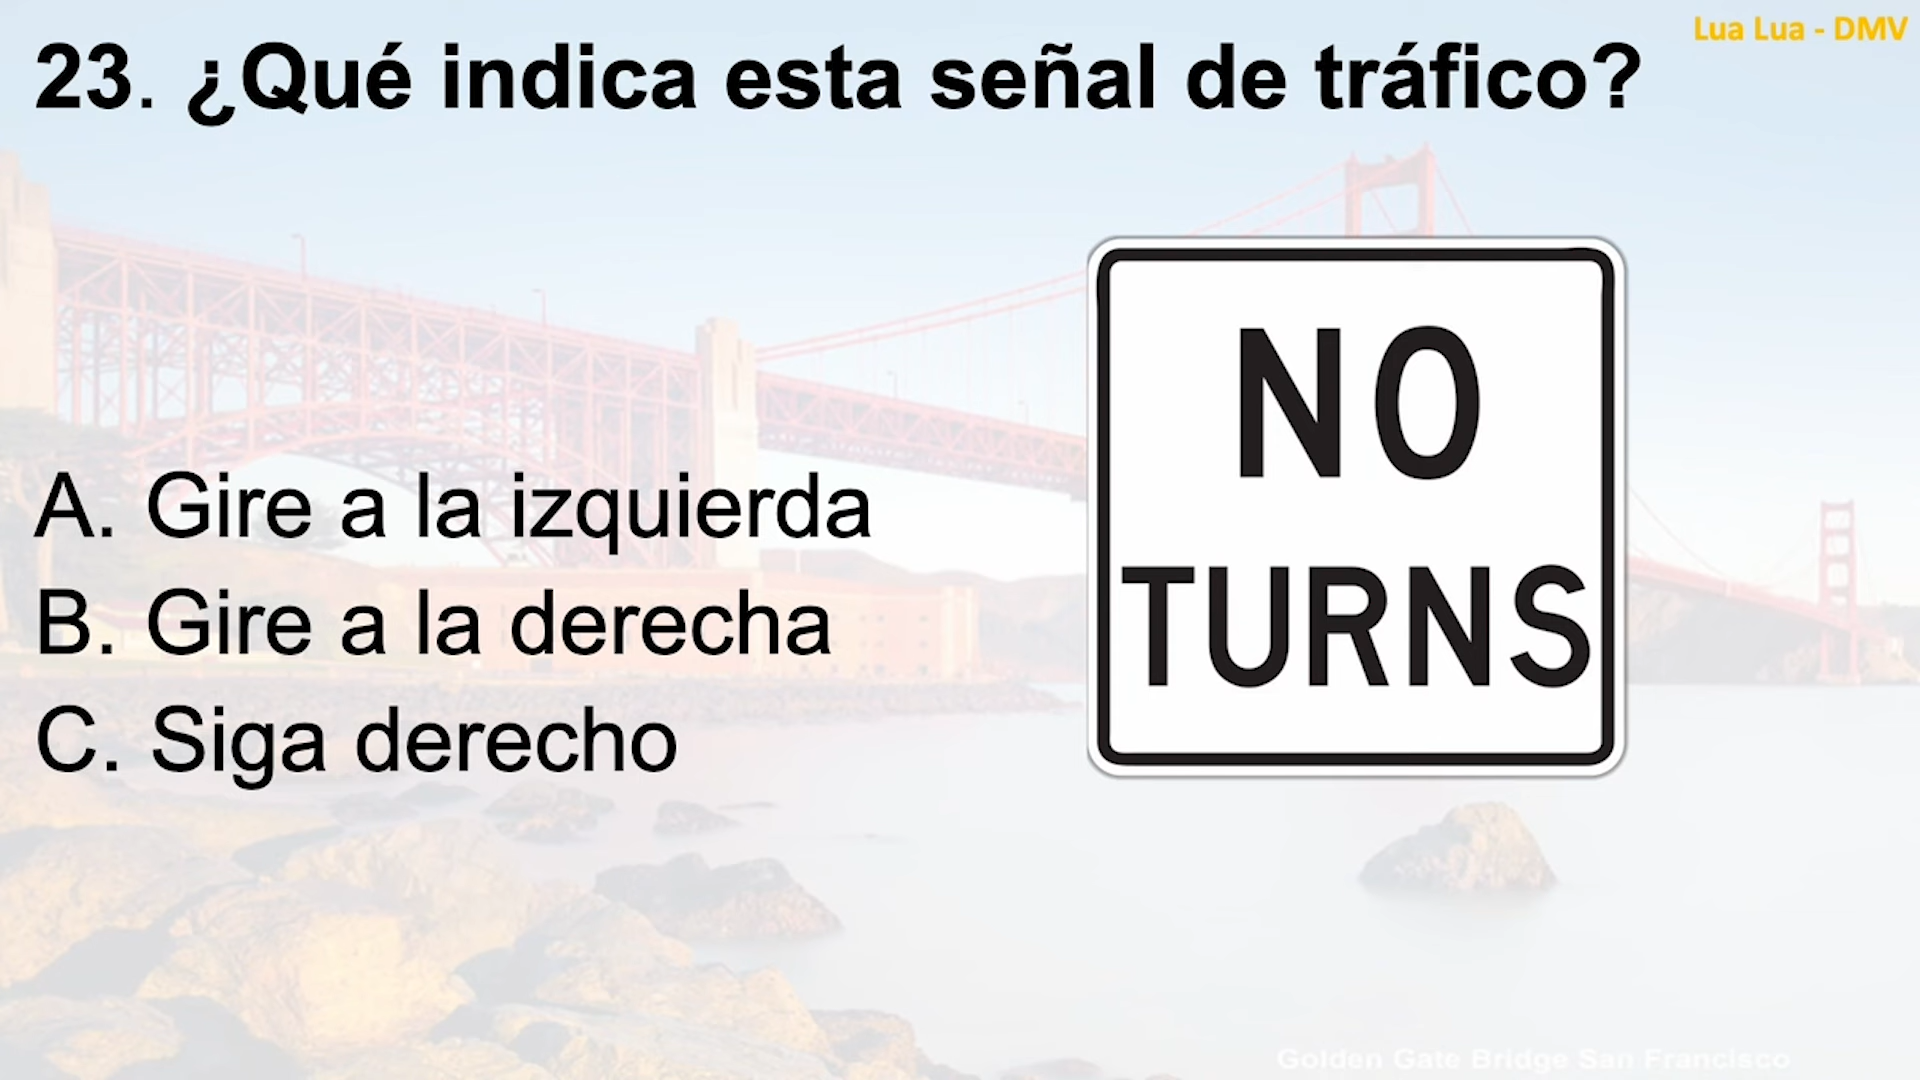 Lua Lua - DMV
23. ¿Qué indica esta señal de tráfico?
NO
TURNS
A. Gire a la izquierda
B. Gire a la derecha
C. Siga derecho
Golden Gate Bridge San Francisco